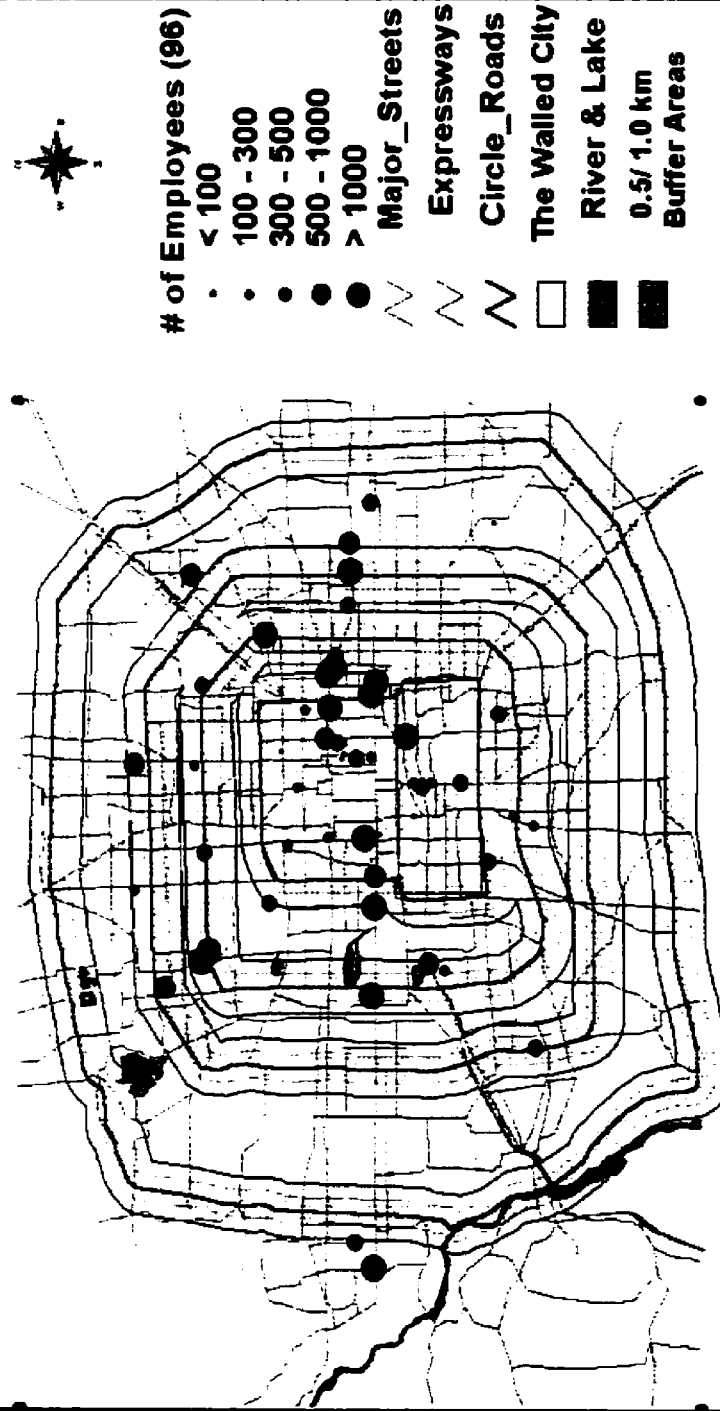 # of Employees (96)
< 100
100 - 300
300 - 500
500 - 1000
> 1000
Major_Streets
Expressways
Circle_Roads
The Walled City
River & Lake
0.5/ 1.0 km
Buffer Areas